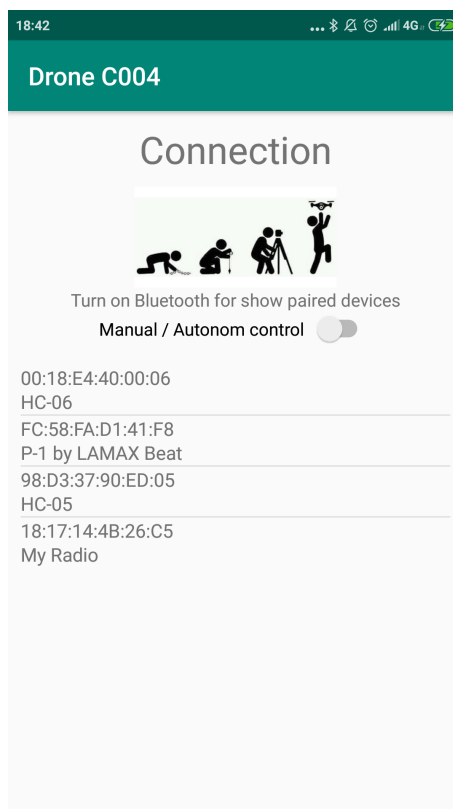 18:42
4G
Drone C004
Connection
Turn on Bluetooth for show paired devices
Manual / Autonom control
00:18:E4:40:00:06
HC-06
FC:58:FA:D1:41:F8
P-1 by LAMAX Beat
98:D3:37:90:ED:05
HC-05
18:17:14:4B:26:C5
My Radio